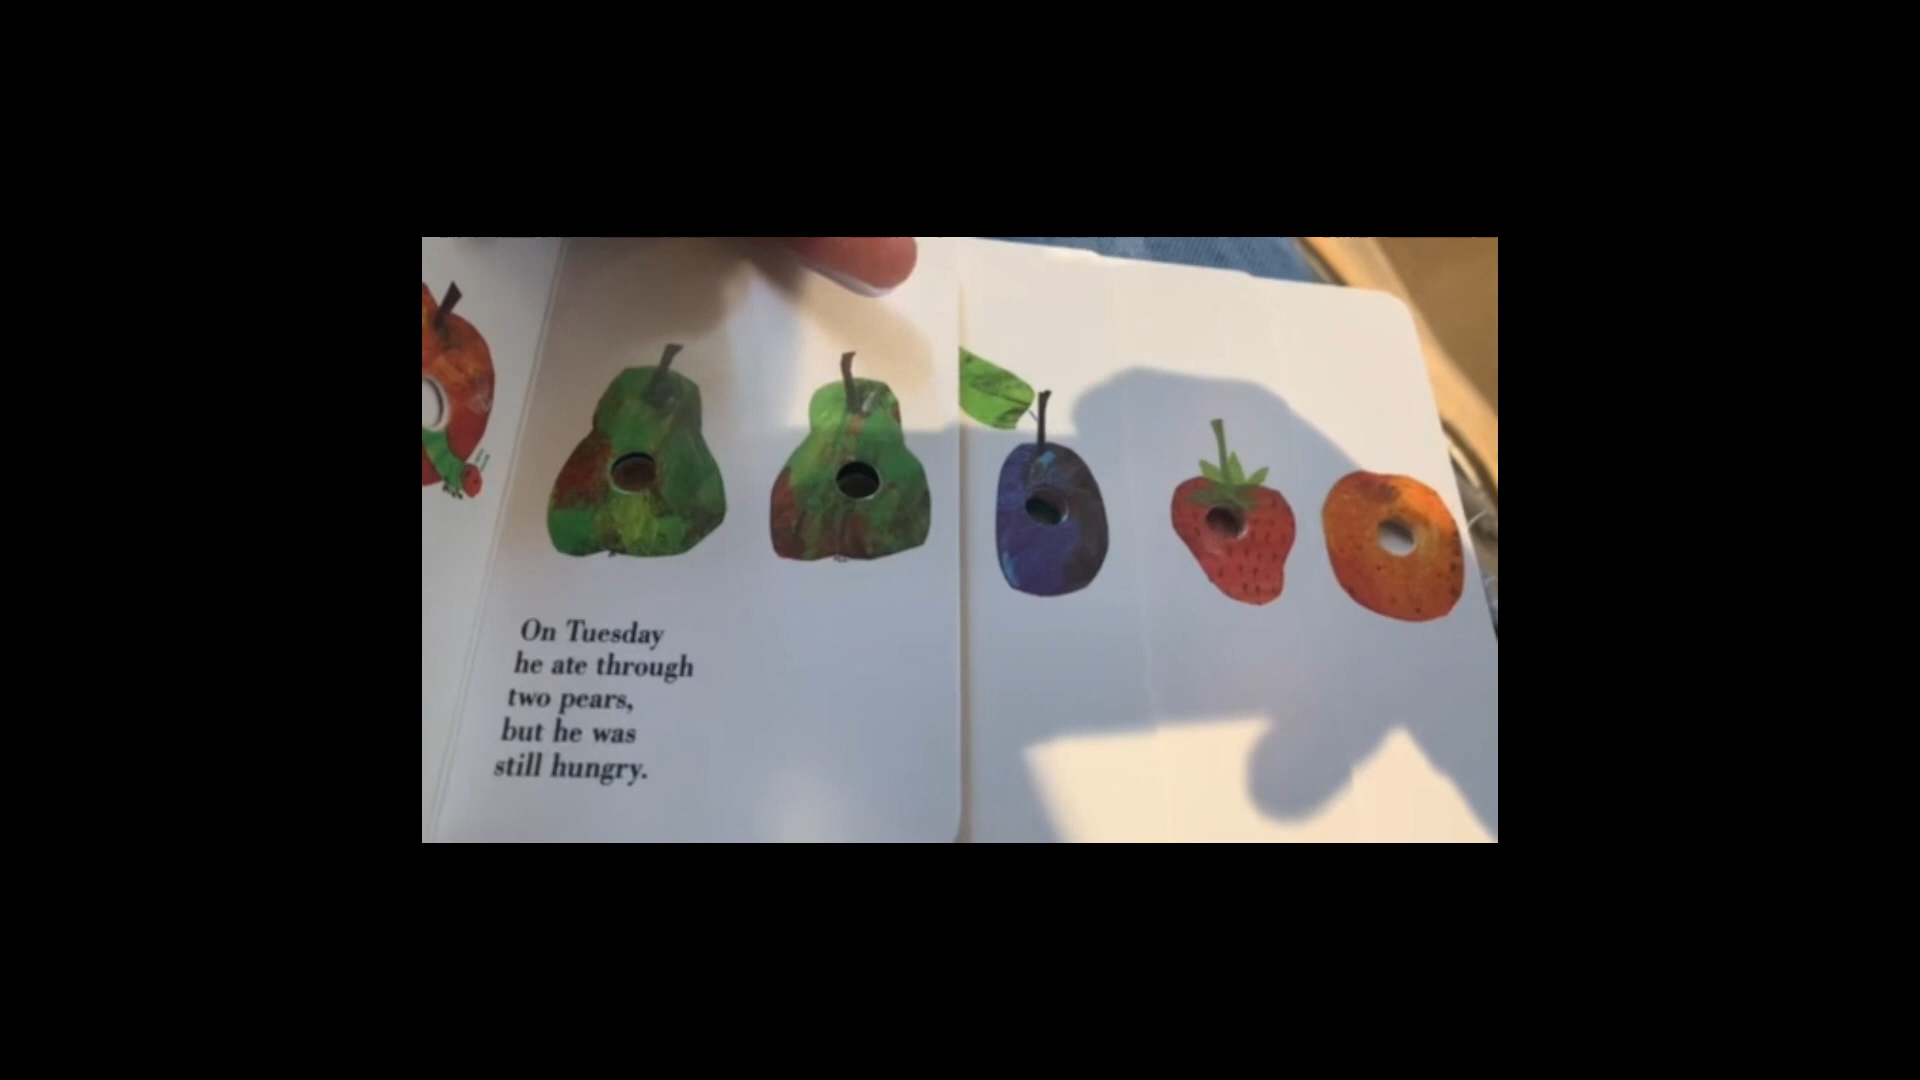 On Tuesday
he ate through
two pears,
but he was
still hungry.